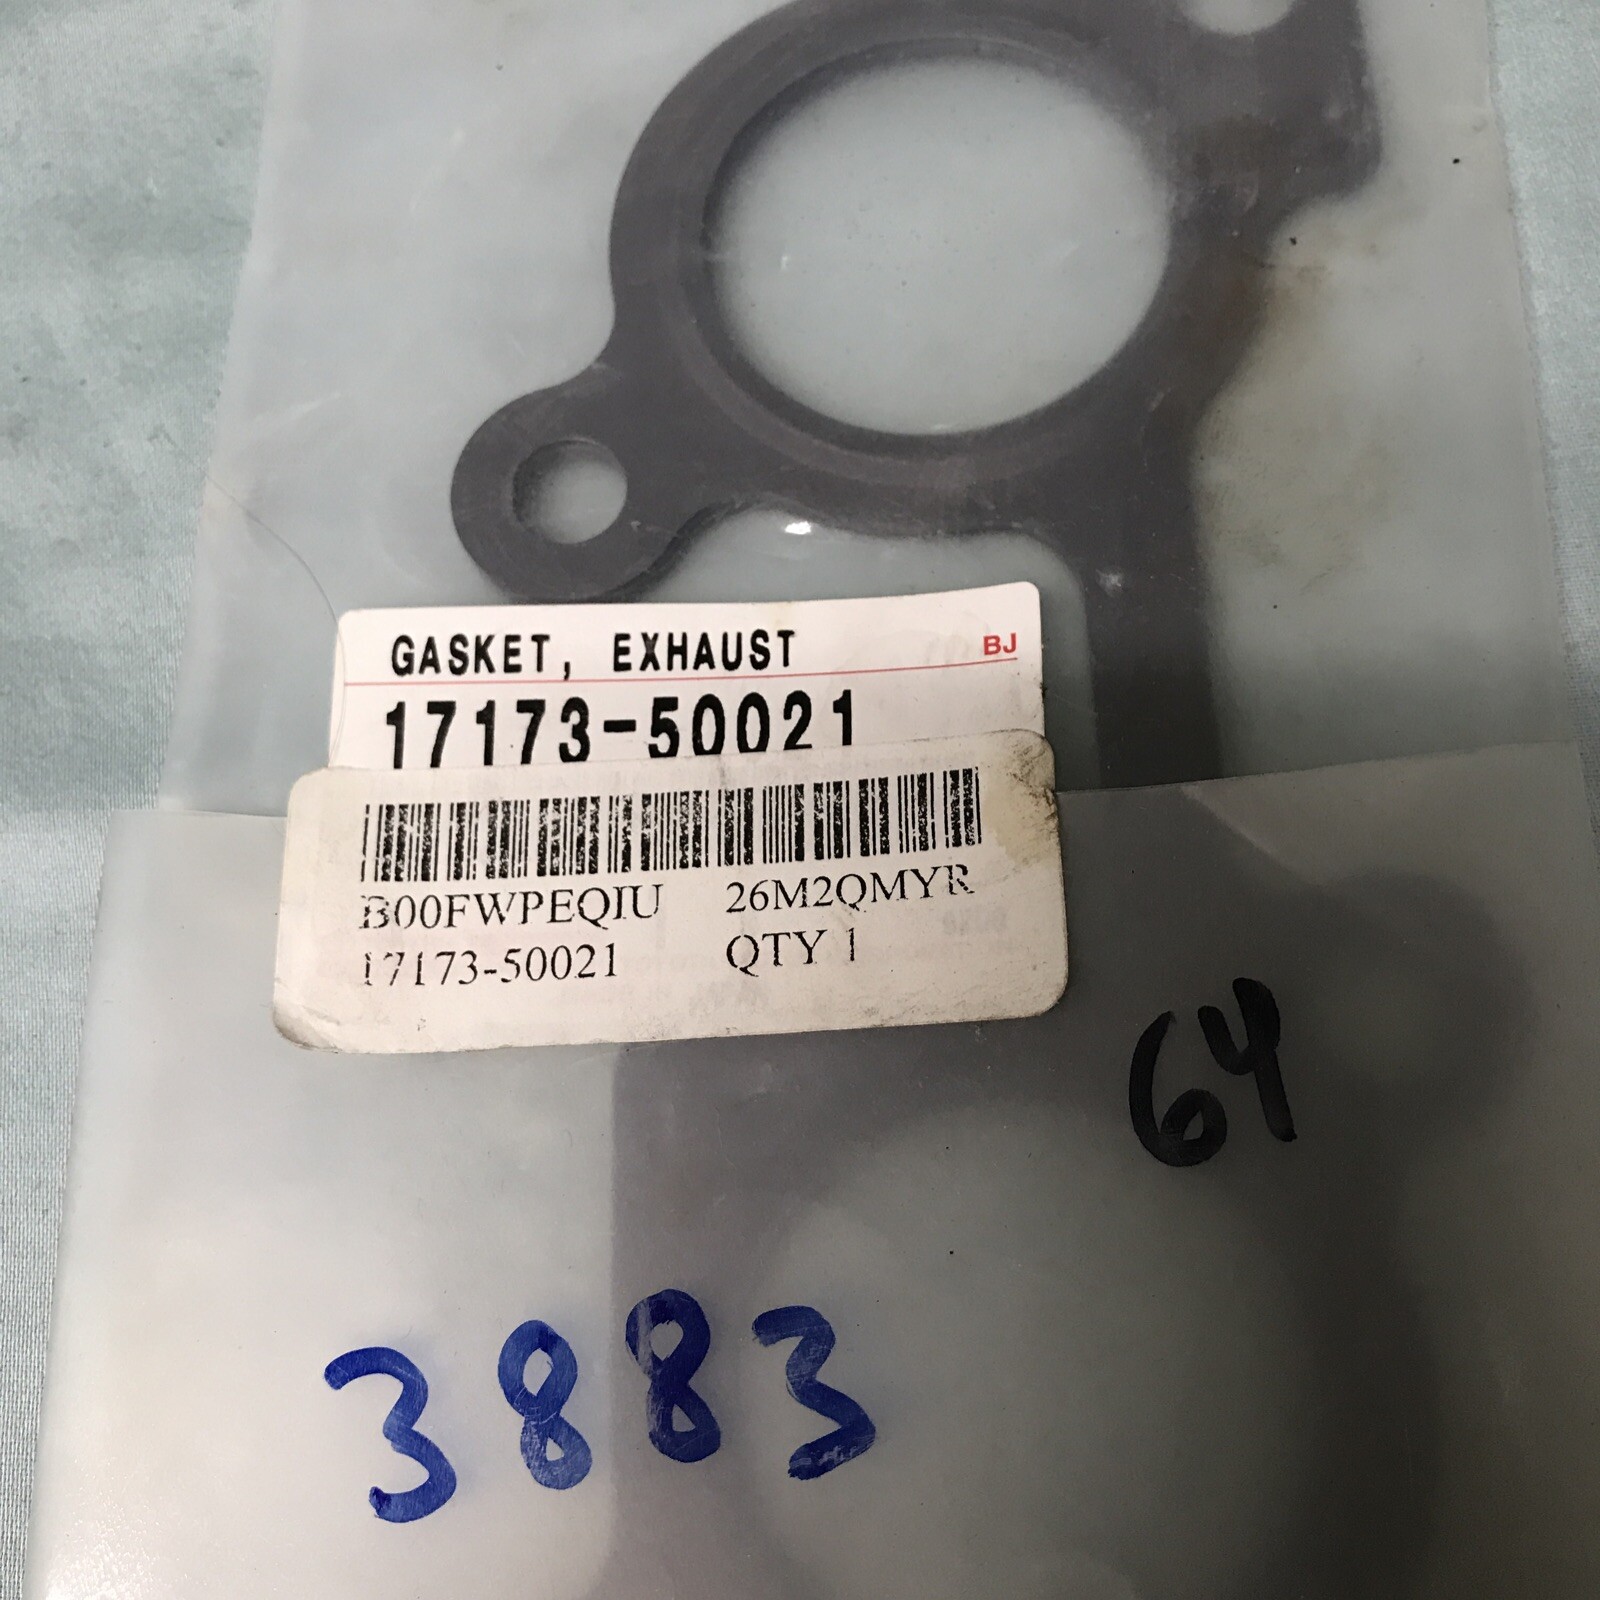 GASKET, EXHAUST BJ
17173-50021
B00FWPEQIU 26M2QMYR
17173-50021 QTY 1
64
3883